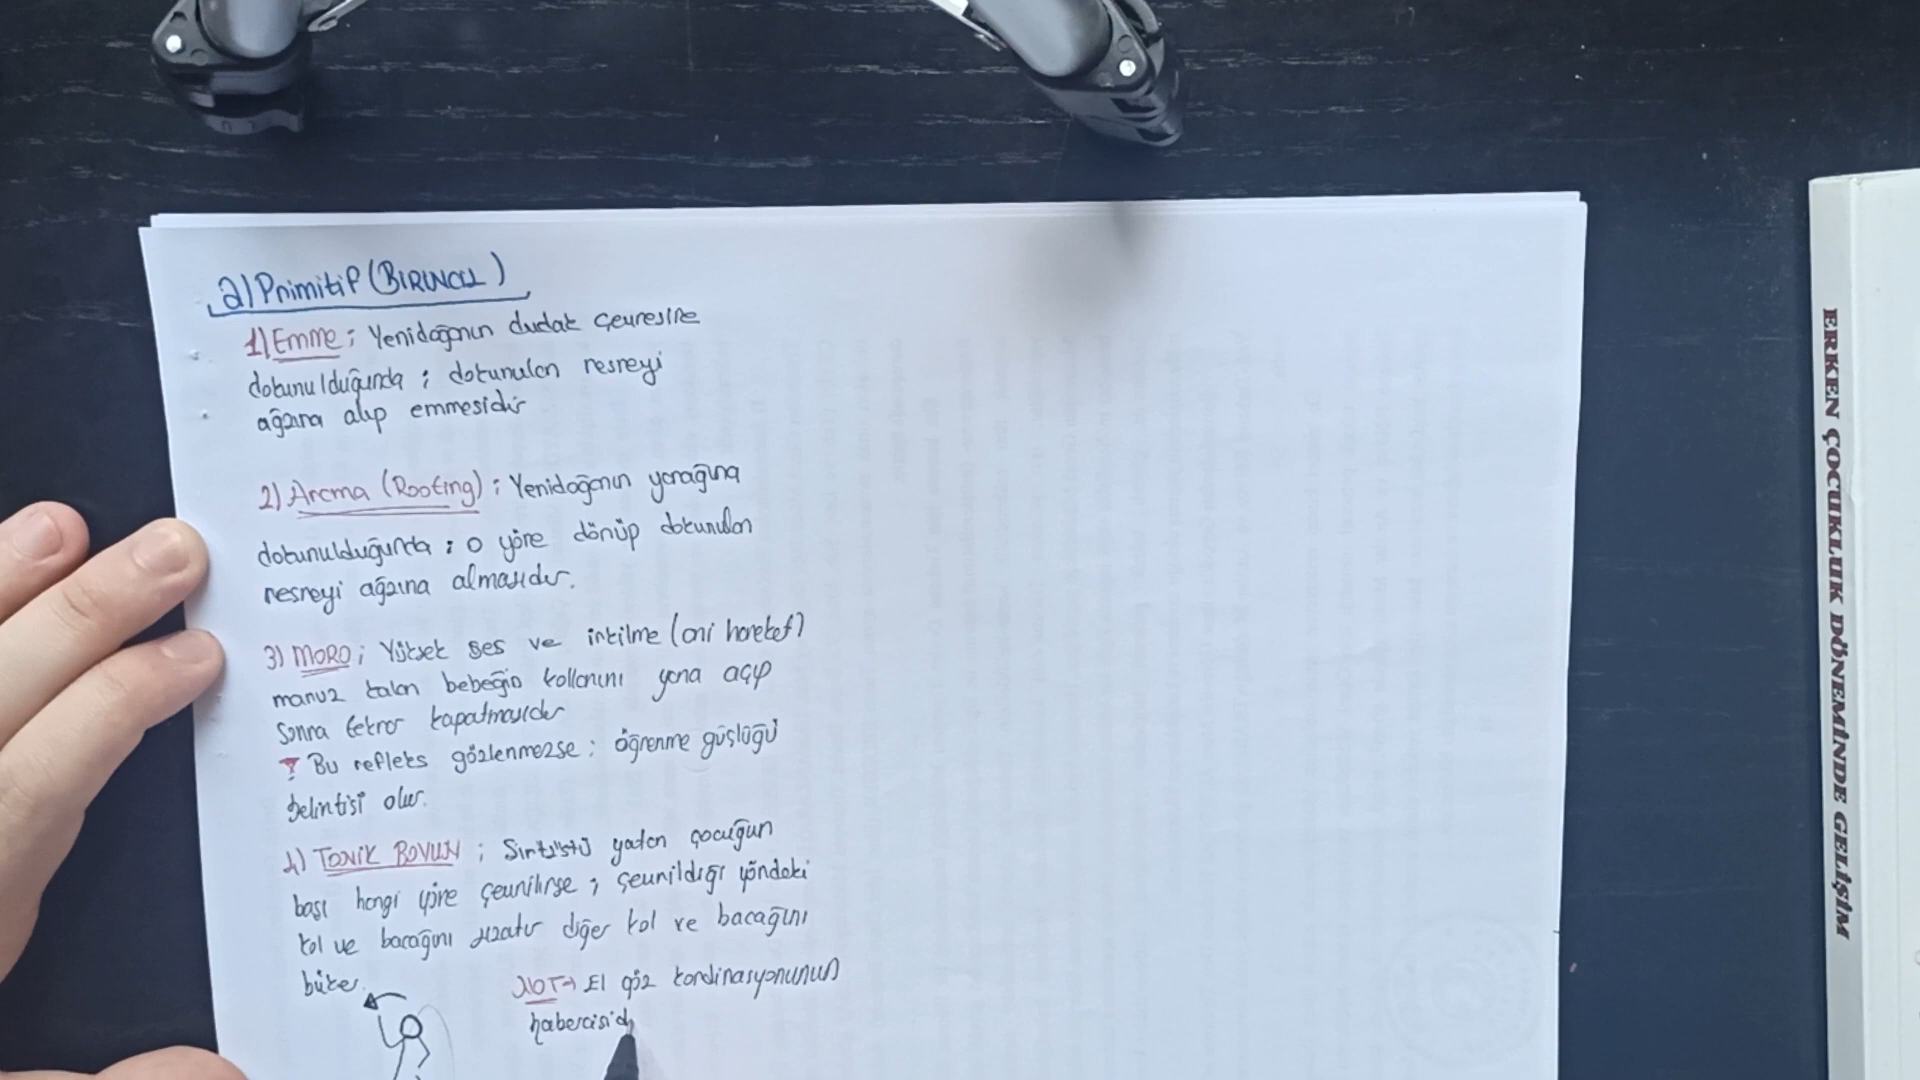 a) Primitif (BİRİNCİL)
1) Emme ; Yenidoğanın dudak çevresine
dokunulduğunda ; dokunulan nesneyi
ağzına alıp emmesidir
2) Arama (Rooting) ; Yenidoğanın yanağına
dokunulduğunda ; o yöne dönüp dokunulan
nesneyi ağzına almasıdır.
3) MORO ; Yüksek ses ve irkilme (ani hareket)
maruz kalan bebeğin kollarını yana açıp
sonra tekrar kapatmasıdır
! Bu refleks gözlenmezse : öğrenme güçlüğü
belirtisi olur.
4) TONİK BOYUN ; Sırtüstü yatan çocuğun
başı hangi yöne çevrilirse ; çevrildiği yöndeki
kol ve bacağını uzatır diğer kol ve bacağını
büker.
NOT→ El göz kordinasyonunun
habercisid
ERKEN ÇOCUKLUK DÖNEMİNDE GELİŞİM